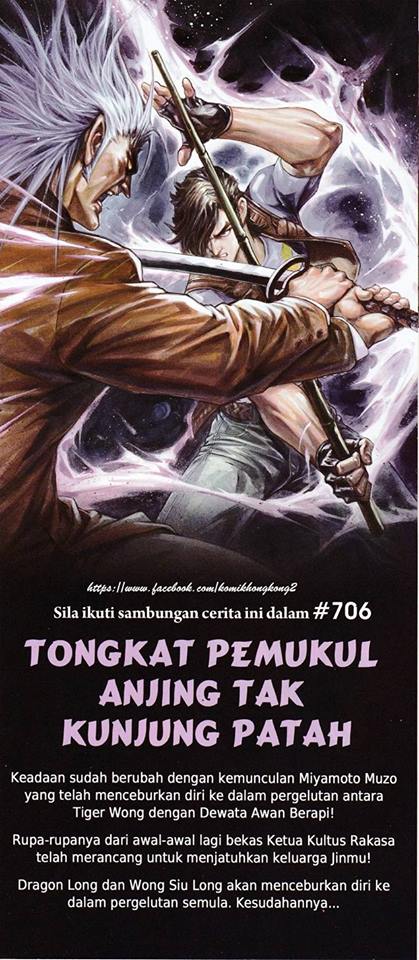 https://www.facebook.com/komikhongkong2
Sila ikuti sambungan cerita ini dalam #706
TONGKAT PEMUKUL
ANJING TAK
KUNJUNG PATAH
Keadaan sudah berubah dengan kemunculan Miyamoto Muzo
yang telah menceburkan diri ke dalam pergelutan antara
Tiger Wong dengan Dewata Awan Berapi!
Rupa-rupanya dari awal-awal lagi bekas Ketua Kultus Rakasa
telah merancang untuk menjatuhkan keluarga Jinmu!
Dragon Long dan Wong Siu Long akan menceburkan diri ke
dalam pergelutan semula. Kesudahannya...